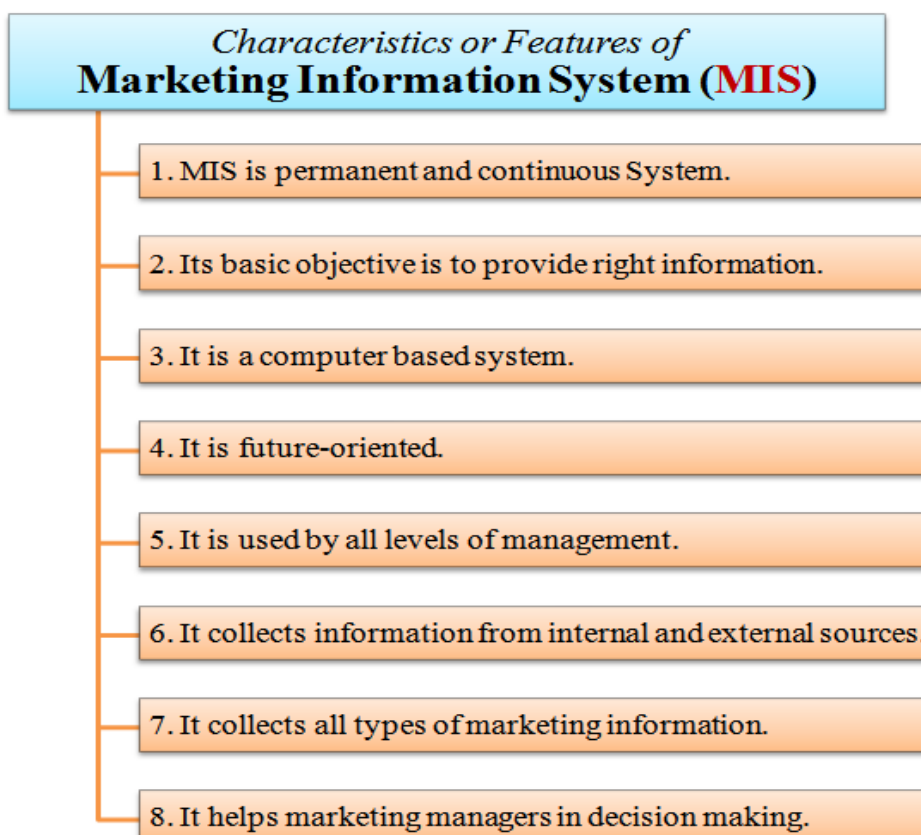 Characteristics or Features of
Marketing Information System (MIS)
1. MIS is permanent and continuous System.
2. Its basic objective is to provide right information.
3. It is a computer based system.
4. It is future-oriented.
5. It is used by all levels of management.
6. It collects information from internal and external sources
7. It collects all types of marketing information.
8. It helps marketing managers in decision making.